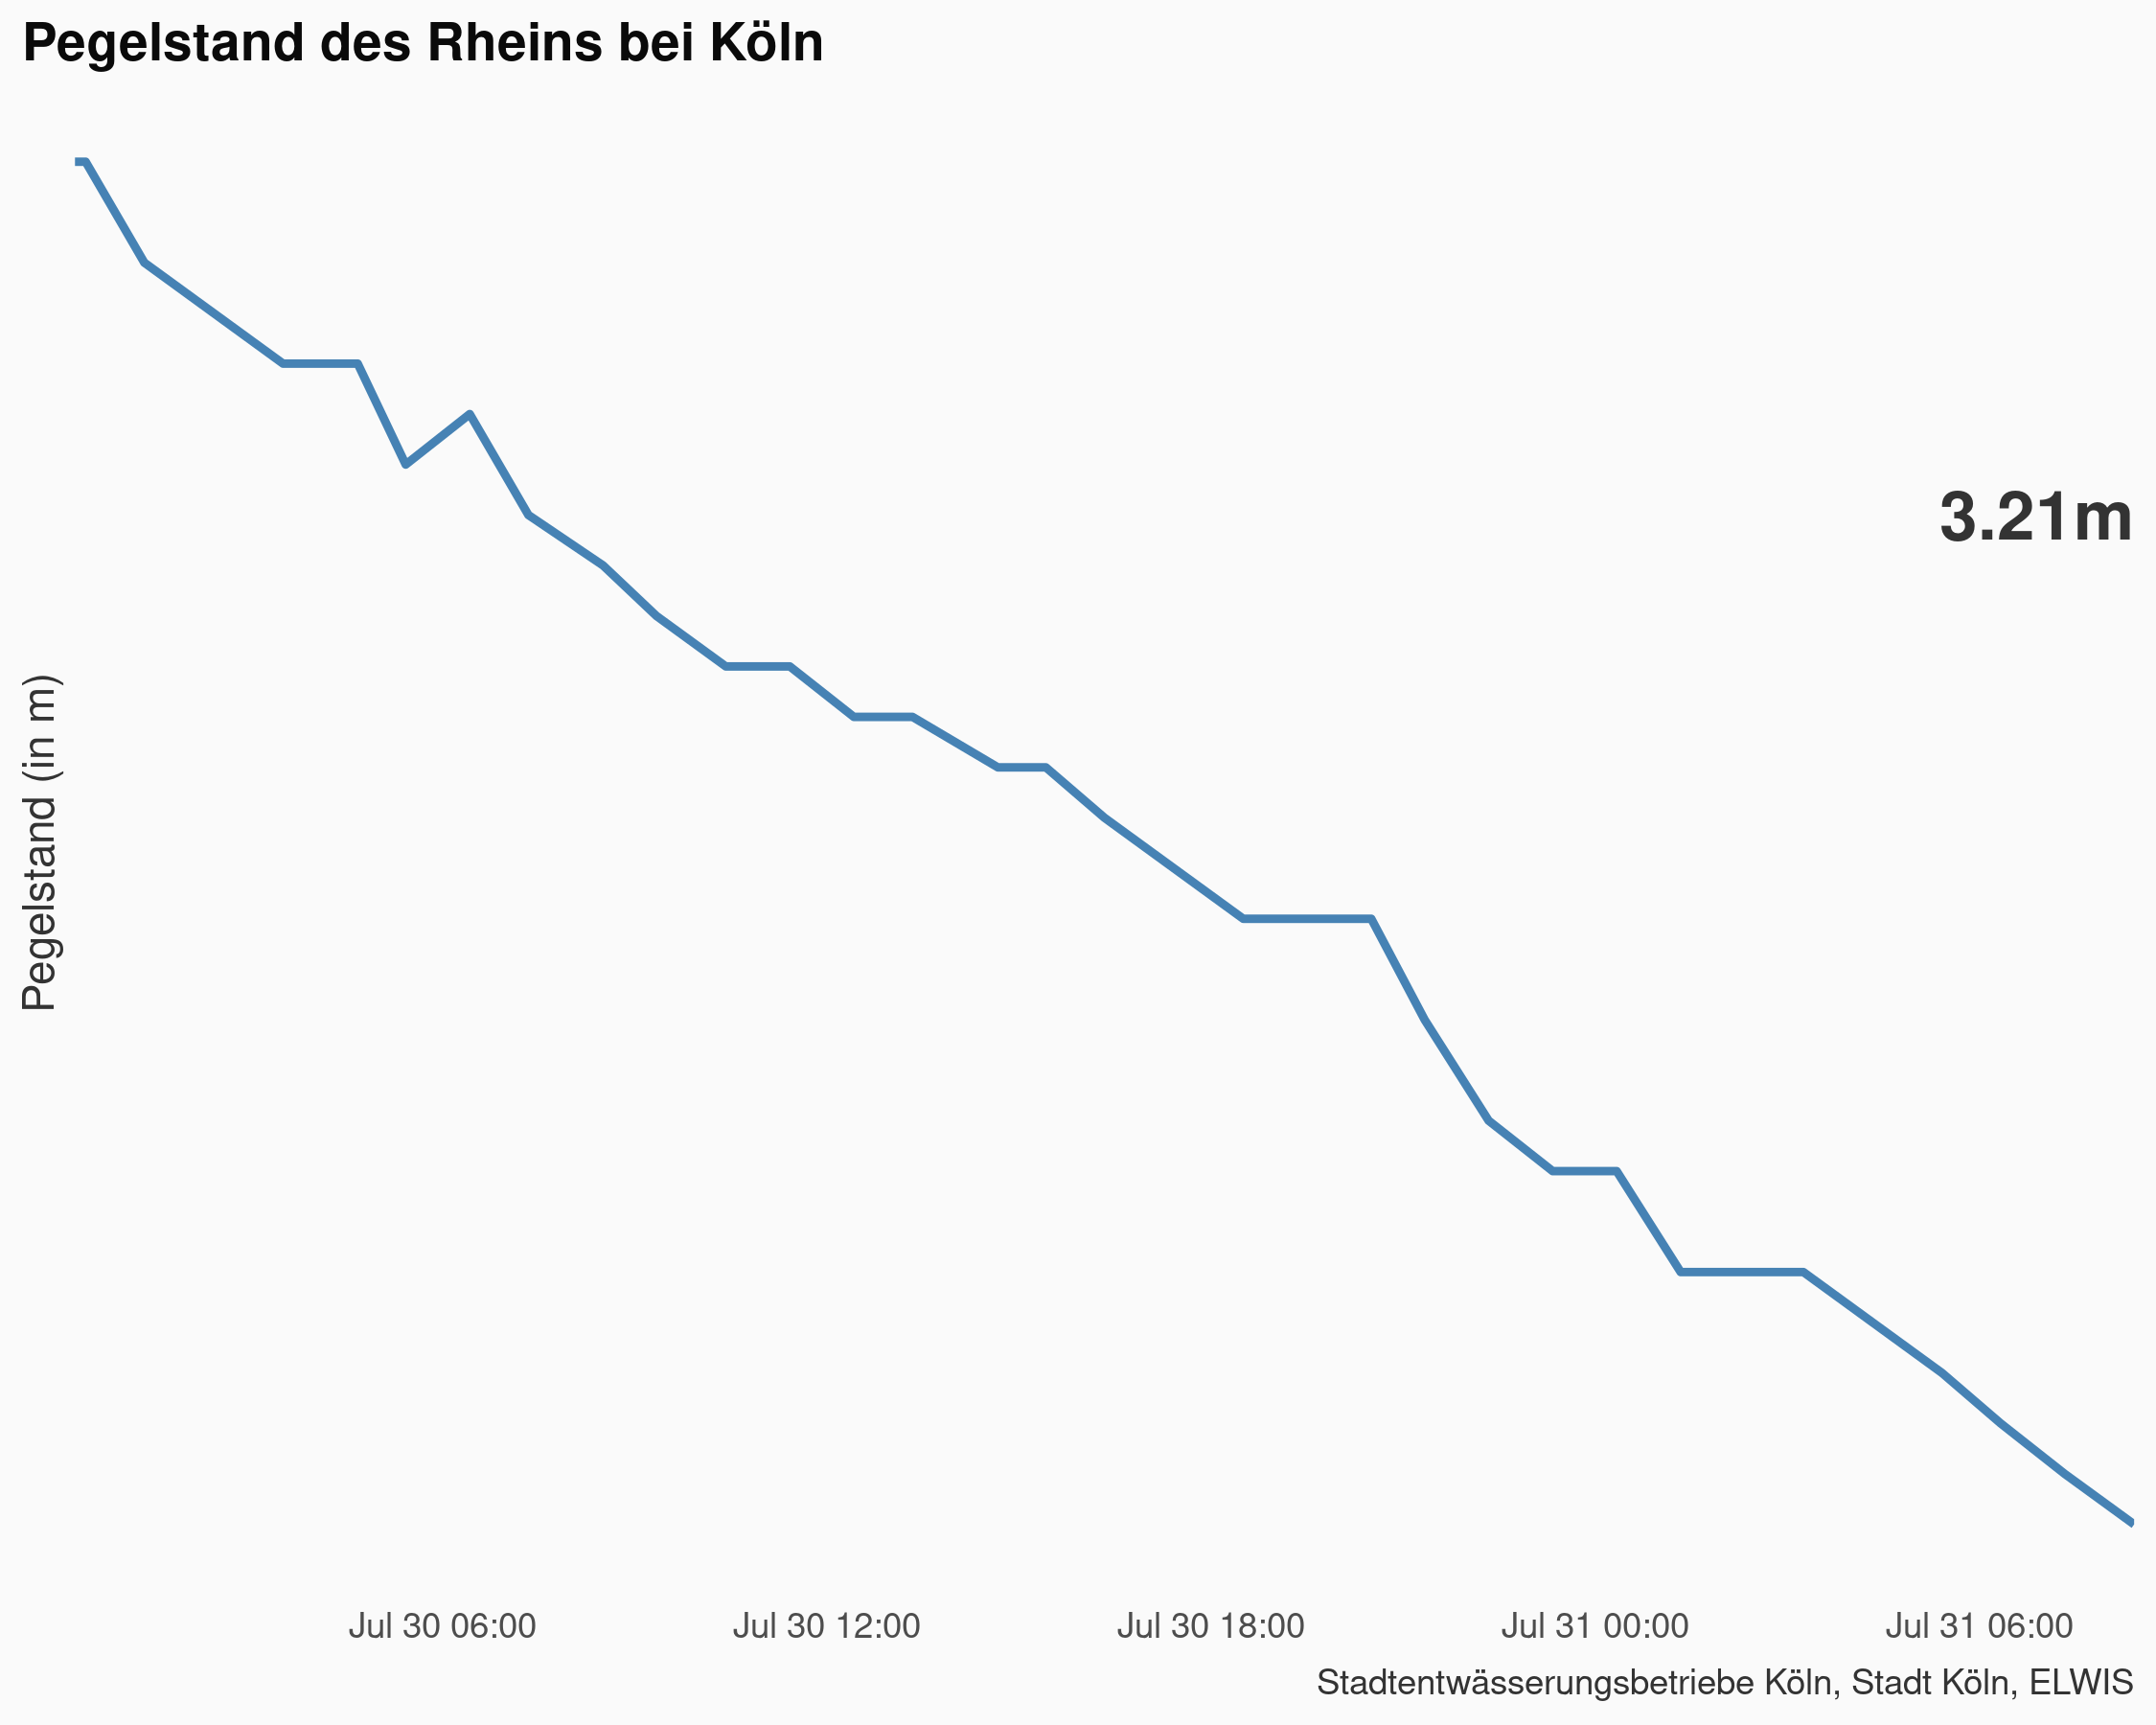 Pegelstand des Rheins bei Köln
3.21m
Pegelstand (in m)
Jul 30 06:00
Jul 30 12:00
Jul 30 18:00
Jul 31 00:00
Jul 31 06:00
Stadtentwässerungsbetriebe Köln, Stadt Köln, ELWIS